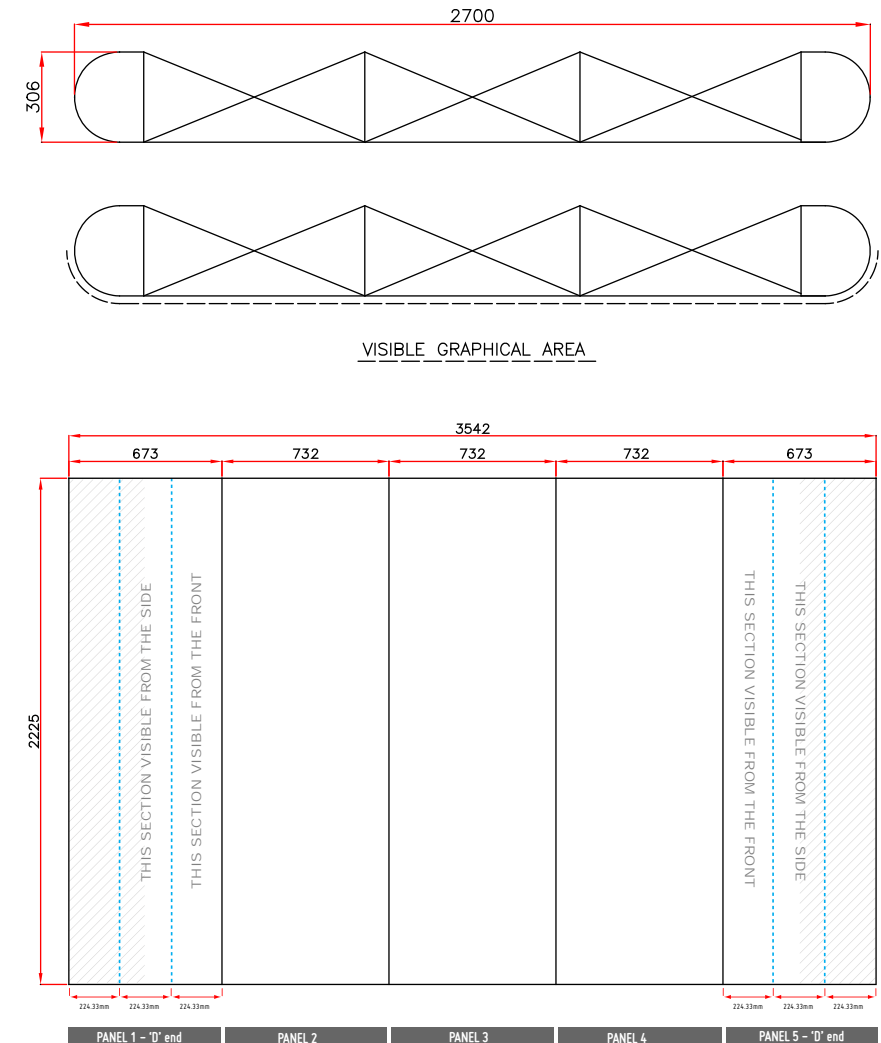 2700
306
VISIBLE GRAPHICAL AREA
3542
673
732
732
732
673
2225
THIS SECTION VISIBLE FROM THE SIDE
THIS SECTION VISIBLE FROM THE FRONT
THIS SECTION VISIBLE FROM THE FRONT
THIS SECTION VISIBLE FROM THE SIDE
224.33mm
224.33mm
224.33mm
224.33mm
224.33mm
224.33mm
PANEL 1 – 'D' end
PANEL 2
PANEL 3
PANEL 4
PANEL 5 – 'D' end